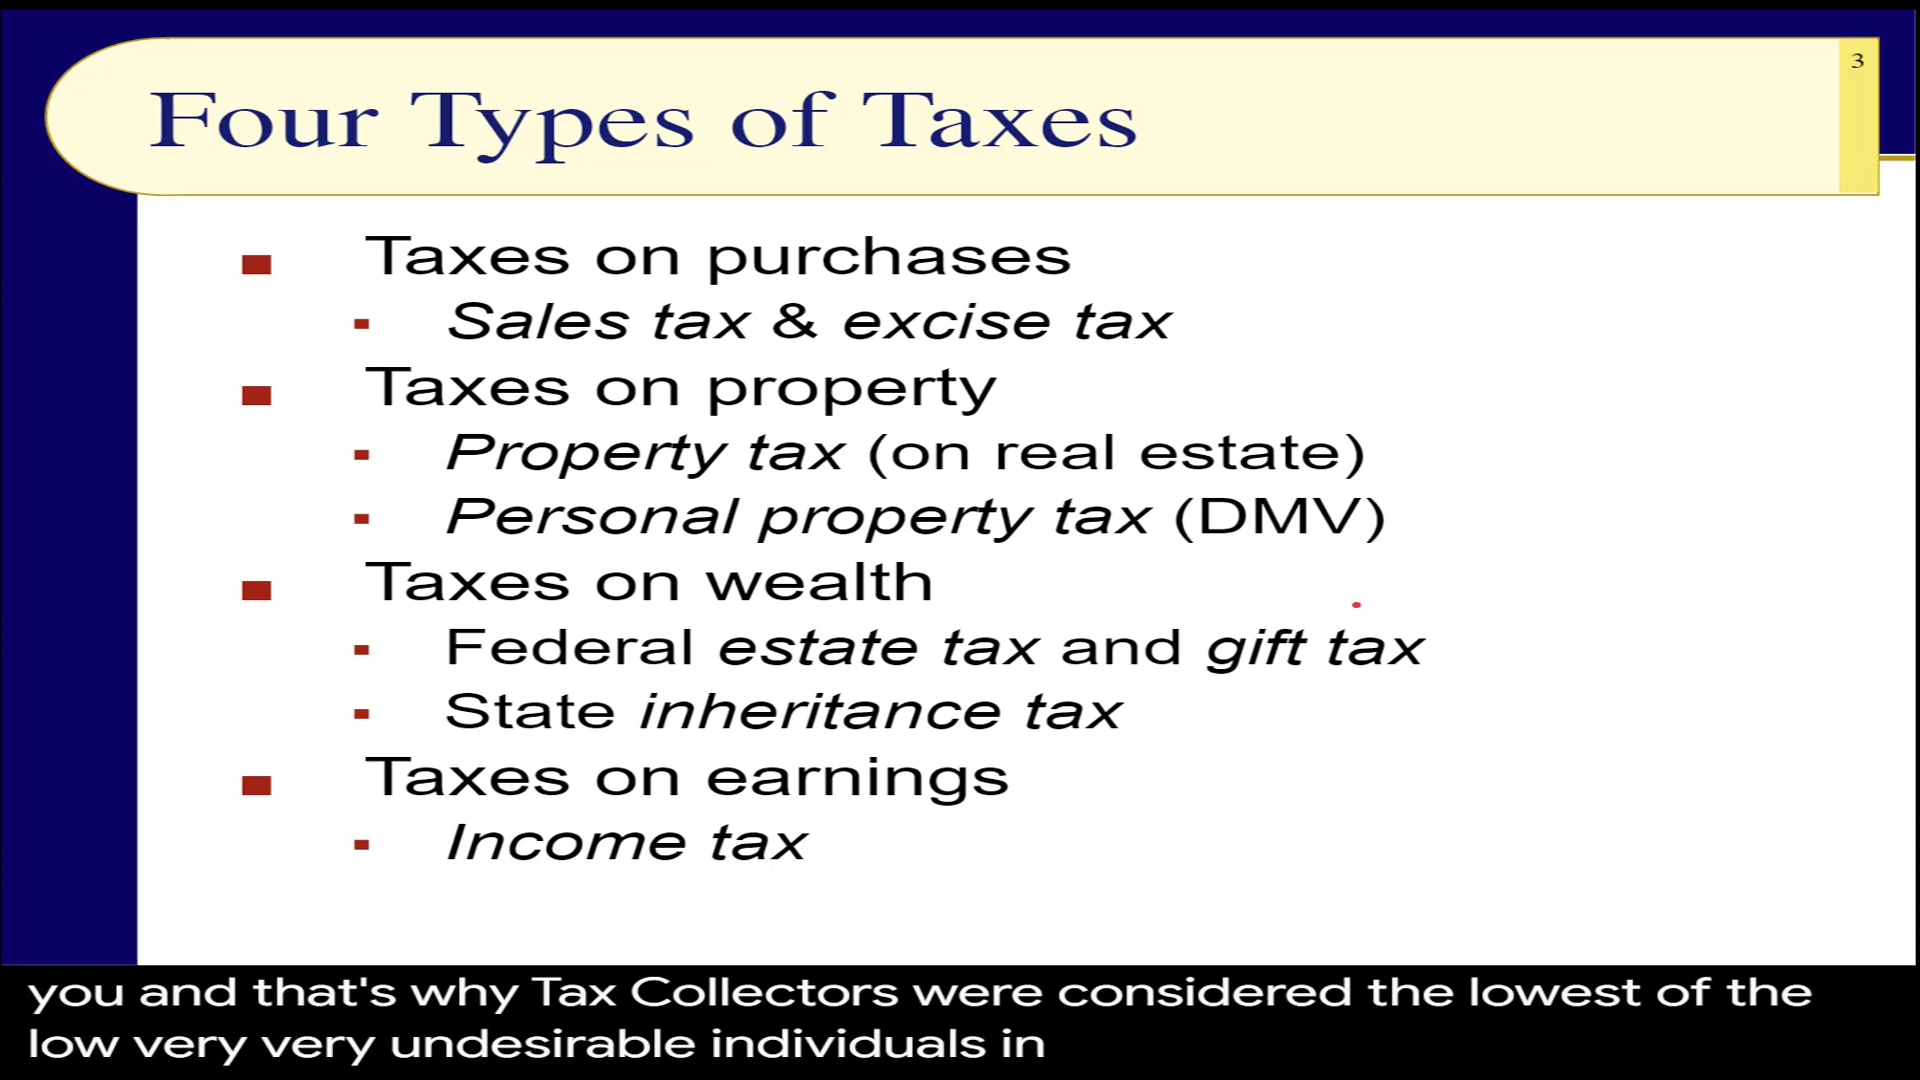 3
Four Types of Taxes
Taxes on purchases
Sales tax & excise tax
Taxes on property
Property tax (on real estate)
Personal property tax (DMV)
Taxes on wealth
Federal estate tax and gift tax
State inheritance tax
Taxes on earnings
Income tax
you and that's why Tax Collectors were considered the lowest of the
low very very undesirable individuals in